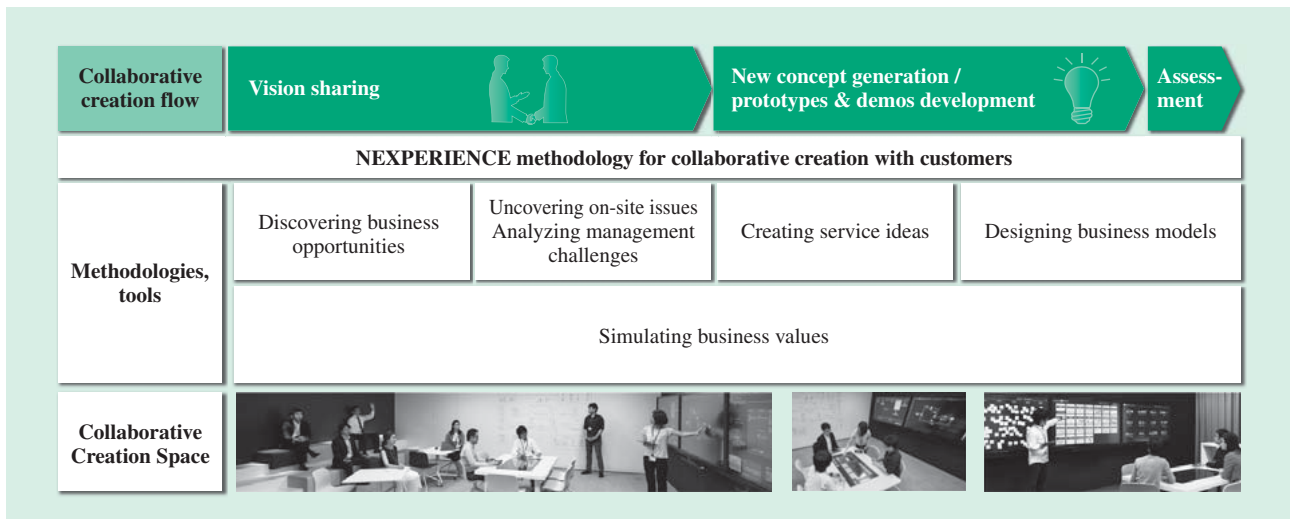 Collaborative
creation flow
Vision sharing
New concept generation /
prototypes & demos development
Assess-
ment
NEXPERIENCE methodology for collaborative creation with customers
Methodologies,
tools
Discovering business
opportunities
Uncovering on-site issues
Analyzing management
challenges
Creating service ideas
Designing business models
Simulating business values
Collaborative
Creation Space